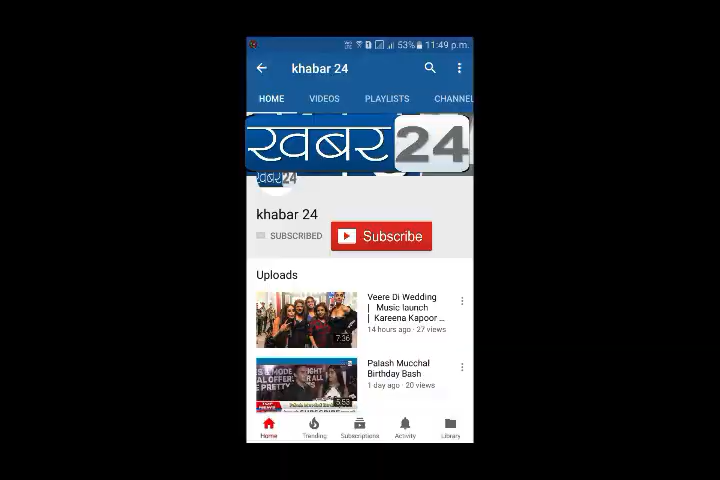 53% 11:49 p.m.
khabar 24
HOME VIDEOS PLAYLISTS CHANNEL
खबर 24
खबर 24
khabar 24
SUBSCRIBED Subscribe
Uploads
Veere Di Wedding
| Music launch
| Kareena Kapoor ...
14 hours ago · 27 views
7:36
Palash Mucchal
Birthday Bash
1 day ago · 20 views
5:53
Home Trending Subscriptions Activity Library